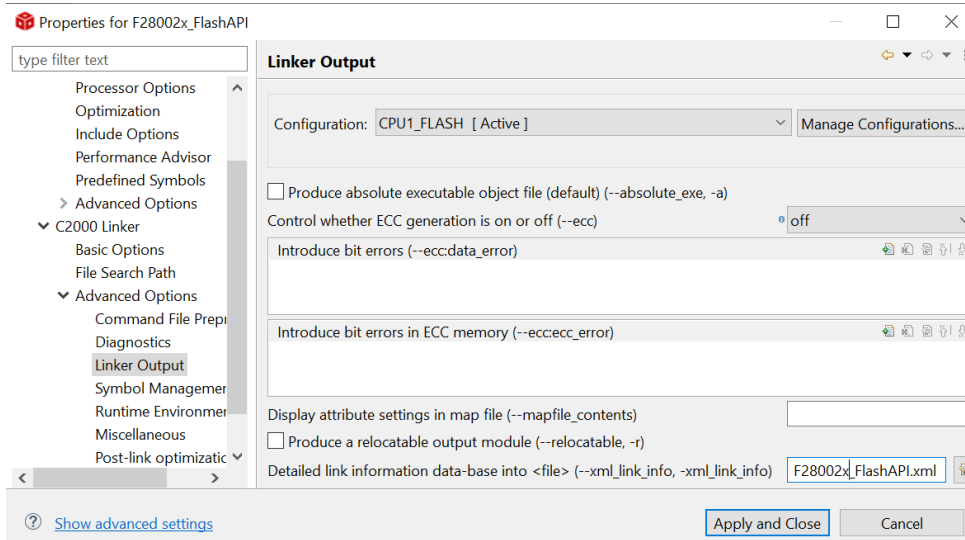 Properties for F28002x_FlashAPI
type filter text
Processor Options
Optimization
Include Options
Performance Advisor
Predefined Symbols
Advanced Options
C2000 Linker
Basic Options
File Search Path
Advanced Options
Command File Prepr
Diagnostics
Linker Output
Symbol Managemer
Runtime Environmer
Miscellaneous
Post-link optimizatic
Linker Output
Configuration: CPU1_FLASH [ Active ] Manage Configurations...
Produce absolute executable object file (default) (--absolute_exe, -a)
Control whether ECC generation is on or off (--ecc) off
Introduce bit errors (--ecc:data_error)
Introduce bit errors in ECC memory (--ecc:ecc_error)
Display attribute settings in map file (--mapfile_contents)
Produce a relocatable output module (--relocatable, -r)
Detailed link information data-base into <file> (--xml_link_info, -xml_link_info) F28002x_FlashAPI.xml
Show advanced settings Apply and Close Cancel